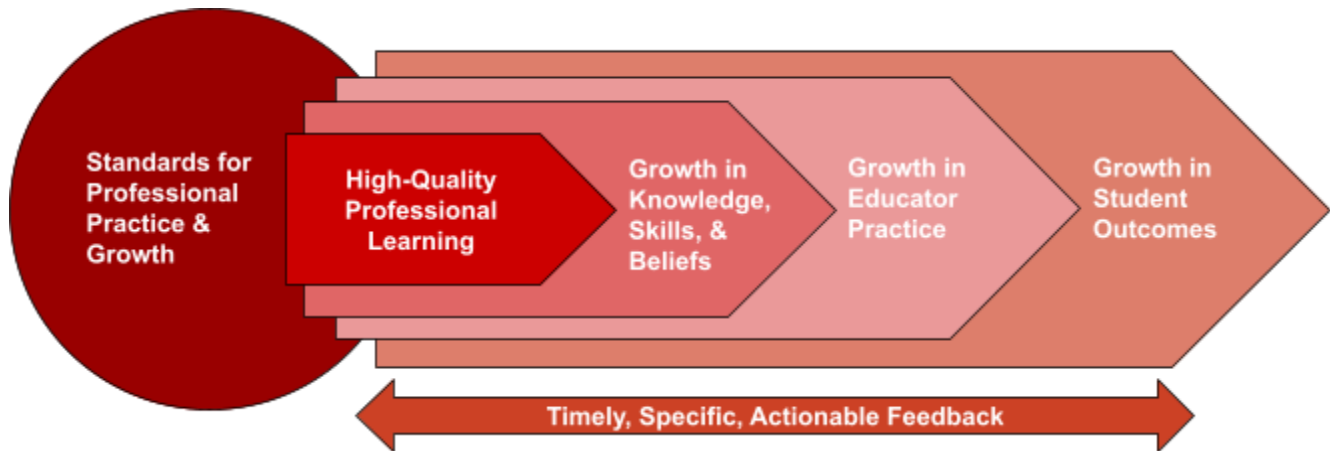 Standards for
Professional
Practice &
Growth
High-Quality
Professional
Learning
Growth in
Knowledge,
Skills, &
Beliefs
Growth in
Educator
Practice
Growth in
Student
Outcomes
Timely, Specific, Actionable Feedback